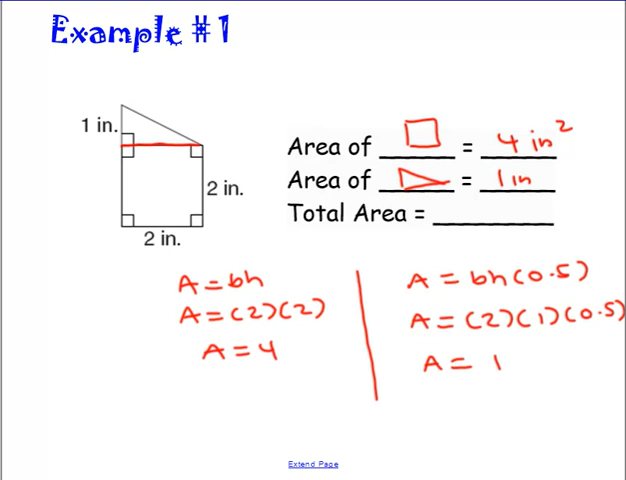 Example #1
1 in.
2 in.
2 in.
Area of ______ = 4 in²
Area of ______ = 1 in
Total Area = ______
A = bh
A = (2)(2)
A = 4
A = bh(0.5)
A = (2)(1)(0.5)
A = 1
Extend Page